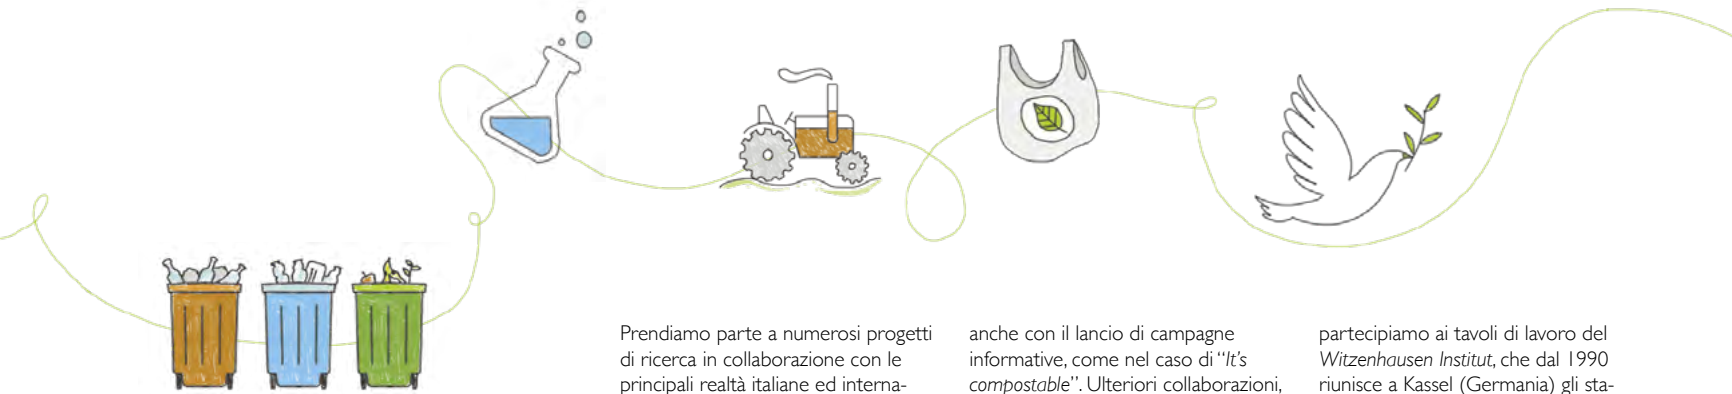 Prendiamo parte a numerosi progetti
di ricerca in collaborazione con le
principali realtà italiane ed interna-
anche con il lancio di campagne
informative, come nel caso di “It’s
compostable”. Ulteriori collaborazioni,
partecipiamo ai tavoli di lavoro del
Witzenhausen Institut, che dal 1990
riunisce a Kassel (Germania) gli sta-